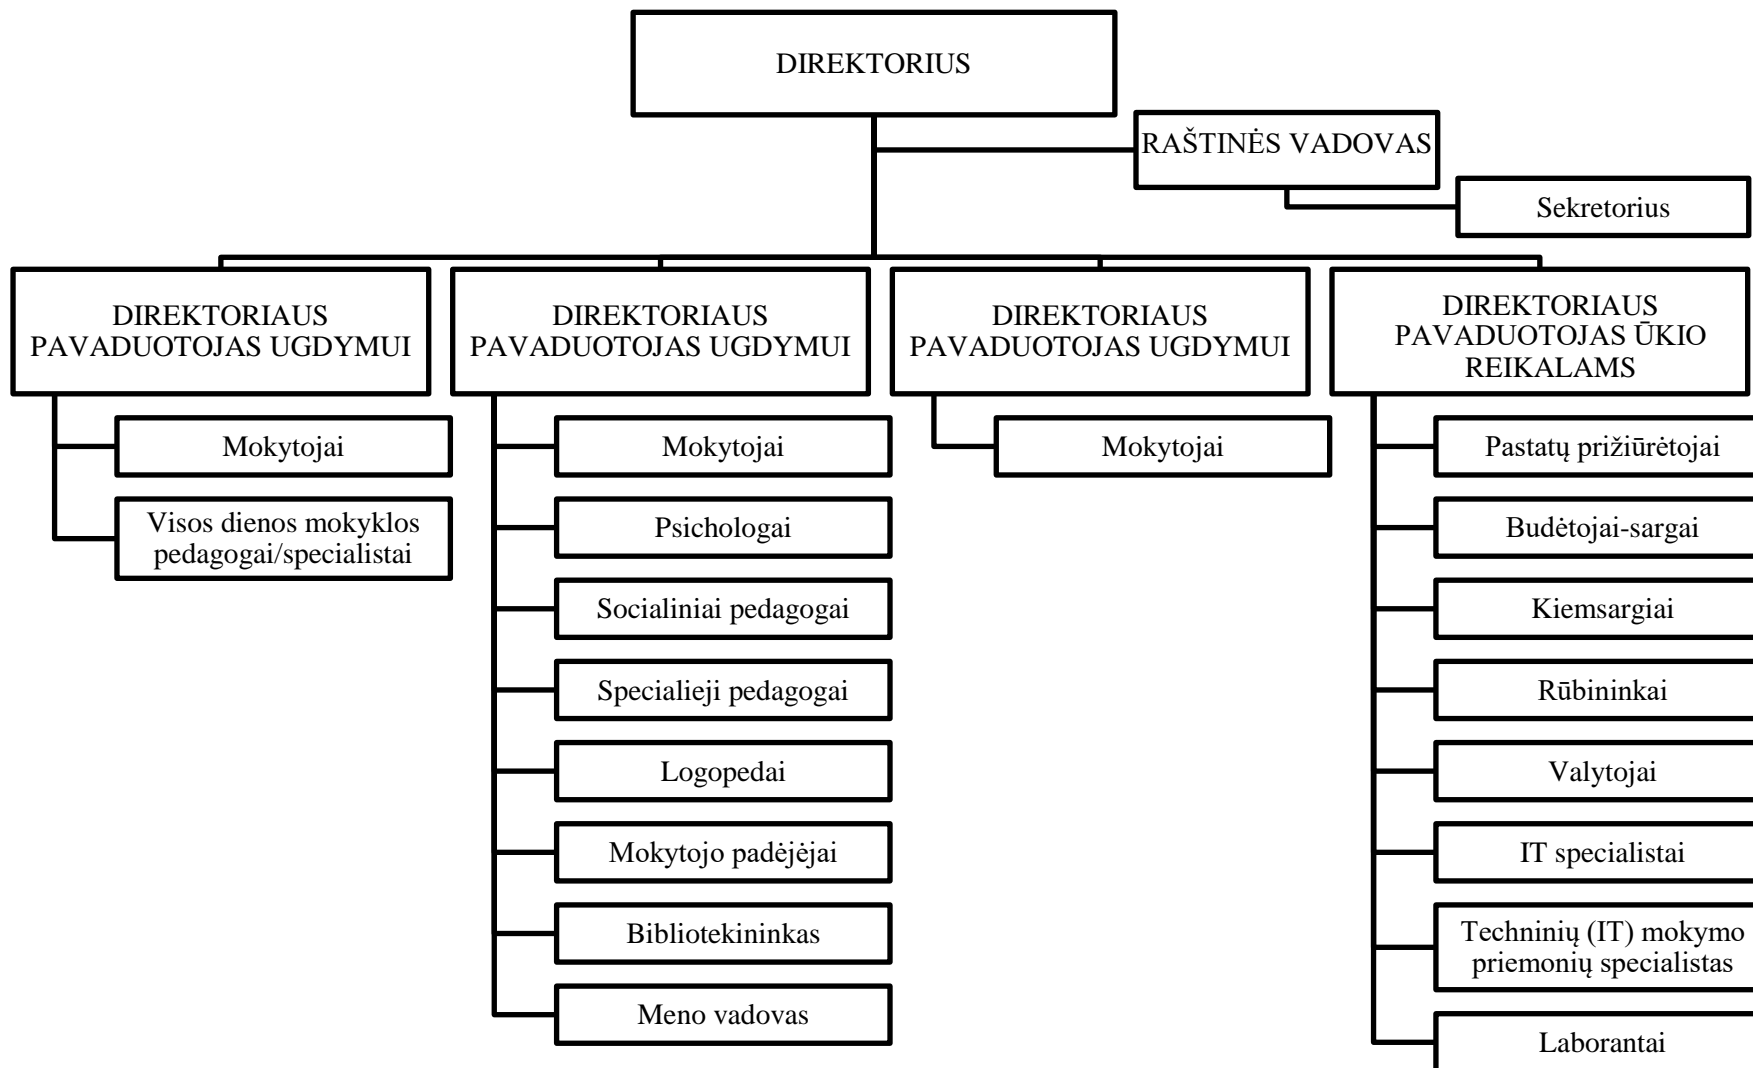 DIREKTORIUS
RAŠTINĖS VADOVAS
Sekretorius
DIREKTORIAUS
PAVADUOTOJAS UGDYMUI
Mokytojai
Visos dienos mokyklos
pedagogai/specialistai
DIREKTORIAUS
PAVADUOTOJAS UGDYMUI
Mokytojai
Psichologai
Socialiniai pedagogai
Specialieji pedagogai
Logopedai
Mokytojo padėjėjai
Bibliotekininkas
Meno vadovas
DIREKTORIAUS
PAVADUOTOJAS UGDYMUI
Mokytojai
DIREKTORIAUS
PAVADUOTOJAS ŪKIO
REIKALAMS
Pastatų prižiūrėtojai
Budėtojai-sargai
Kiemsargiai
Rūbininkai
Valytojai
IT specialistai
Techninių (IT) mokymo
priemonių specialistas
Laborantai